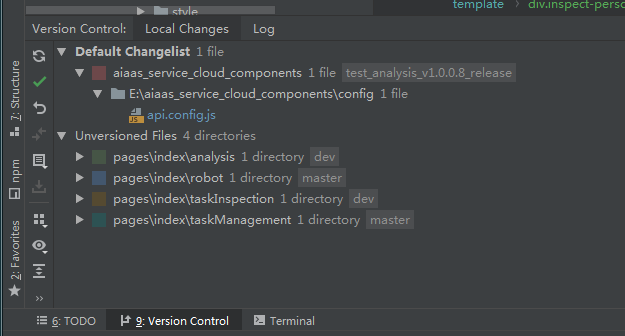 style
template › div.inspect-perso
Version Control: Local Changes Log
Default Changelist 1 file
aiaas_service_cloud_components 1 file test_analysis_v1.0.0.8_release
E:\aiaas_service_cloud_components\config 1 file
api.config.js
Unversioned Files 4 directories
pages\index\analysis 1 directory dev
pages\index\robot 1 directory master
pages\index\taskInspection 1 directory dev
pages\index\taskManagement 1 directory master
7: Structure
npm
2: Favorites
6: TODO 9: Version Control Terminal